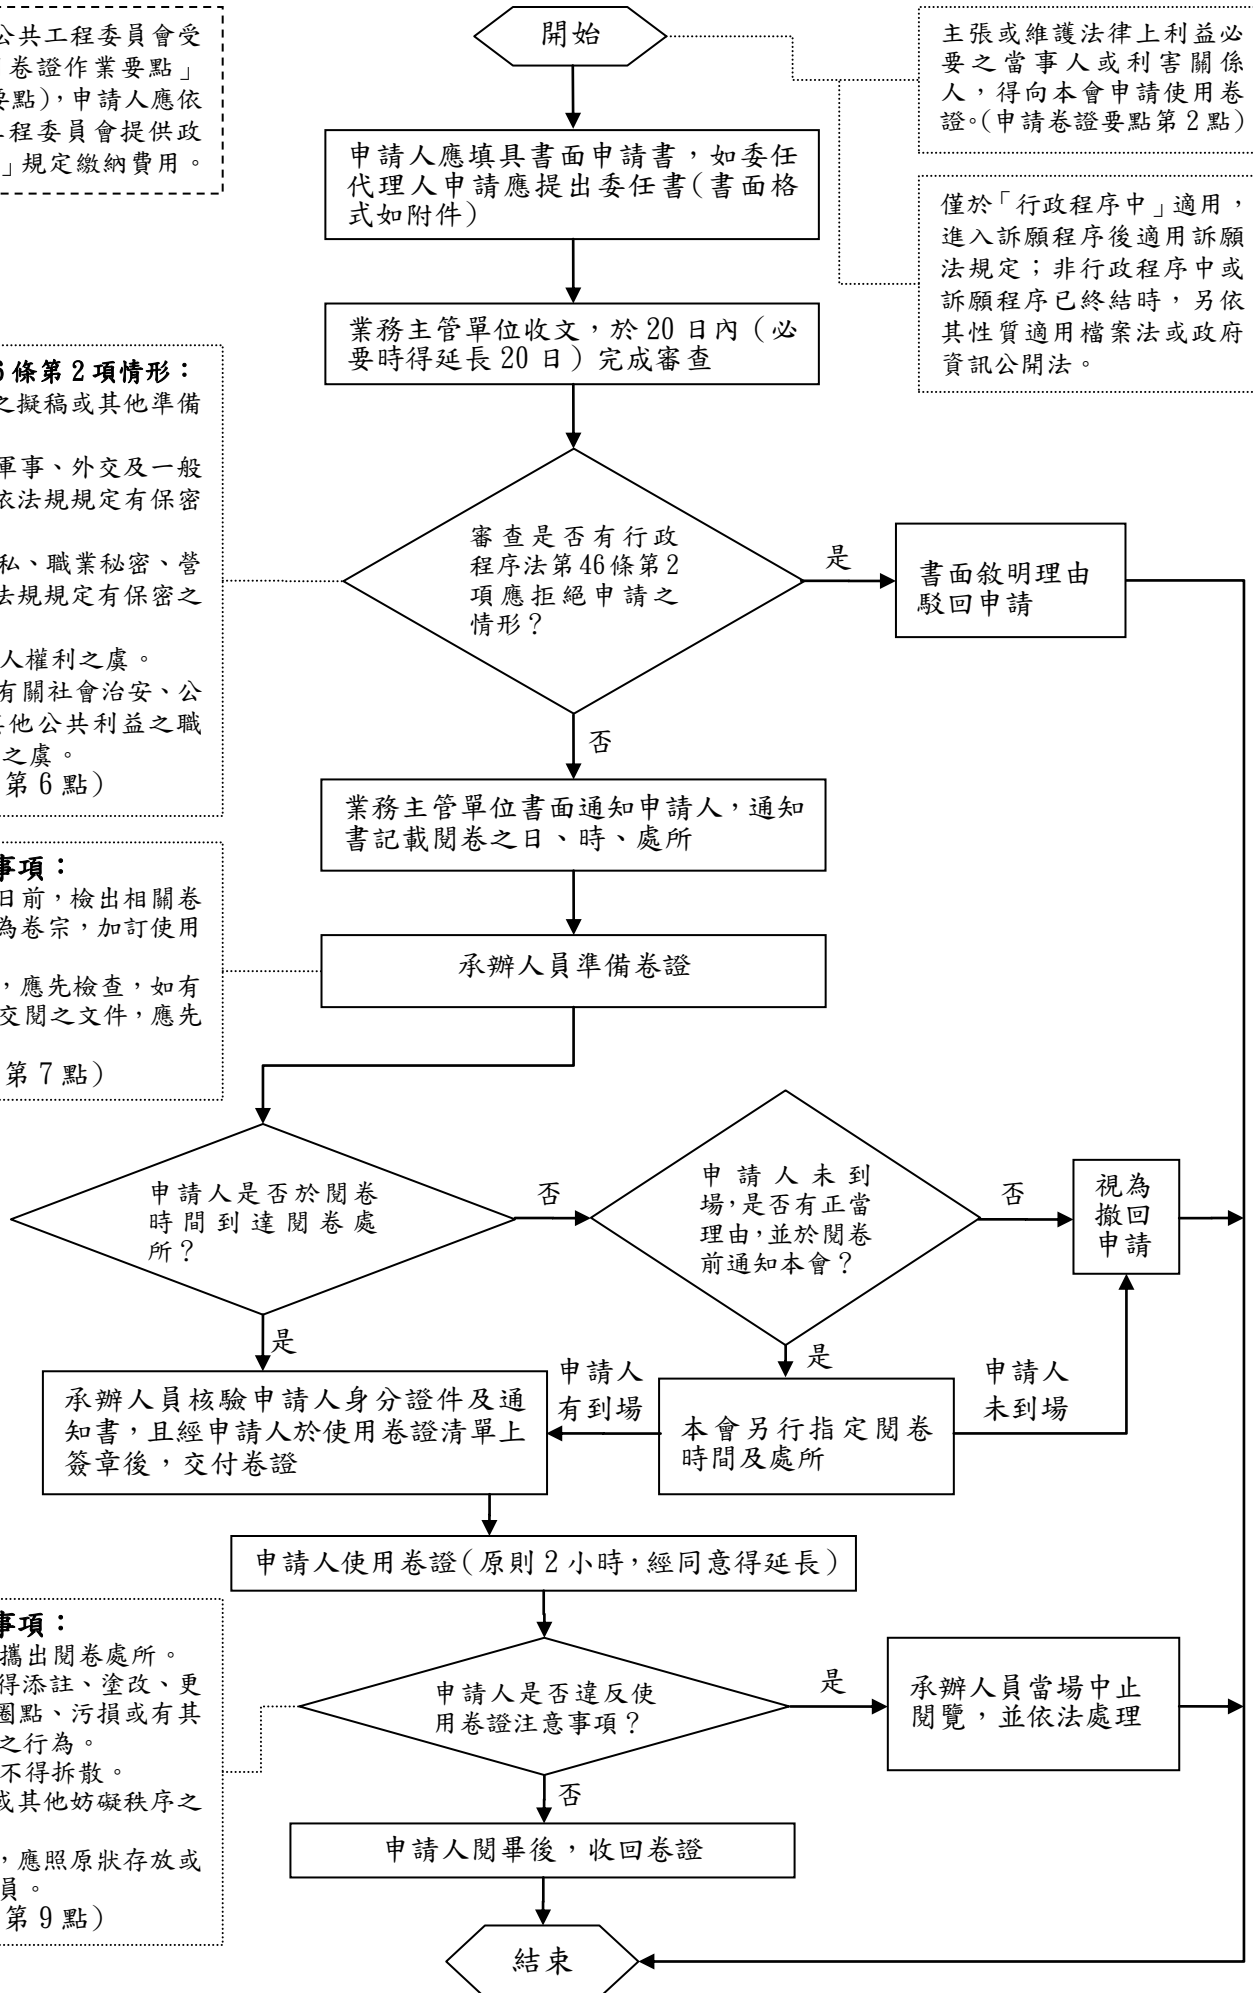 公共工程委員會受
卷證作業要點」
要點),申請人應依
工程委員會提供政
」規定繳納費用。
開始
主張或維護法律上利益必
要之當事人或利害關係
人,得向本會申請使用卷
證。(申請卷證要點第2點)
申請人應填具書面申請書,如委任
代理人申請應提出委任書(書面格
式如附件)
僅於「行政程序中」適用,
進入訴願程序後適用訴願
法規定;非行政程序中或
訴願程序已終結時,另依
其性質適用檔案法或政府
資訊公開法。
業務主管單位收文,於20日內(必
要時得延長20日)完成審查
6條第2項情形:
之擬稿或其他準備
軍事、外交及一般
依法規規定有保密
私、職業秘密、營
法規規定有保密之
人權利之虞。
有關社會治安、公
其他公共利益之職
之虞。
第6點)
審查是否有行政
程序法第46條第2
項應拒絕申請之
情形?
是
書面敘明理由
駁回申請
否
業務主管單位書面通知申請人,通知
書記載閱卷之日、時、處所
事項:
日前,檢出相關卷
為卷宗,加訂使用
,應先檢查,如有
交閱之文件,應先
第7點)
承辦人員準備卷證
申請人是否於閱卷
時間到達閱卷處
所?
否
申請人未到
場,是否有正當
理由,並於閱卷
前通知本會?
否
視為
撤回
申請
是
是
承辦人員核驗申請人身分證件及通
知書,且經申請人於使用卷證清單上
簽章後,交付卷證
申請人
有到場
本會另行指定閱卷
時間及處所
申請人
未到場
申請人使用卷證(原則2小時,經同意得延長)
事項:
攜出閱卷處所。
得添註、塗改、更
圈點、污損或有其
之行為。
不得拆散。
或其他妨礙秩序之
,應照原狀存放或
員。
第9點)
申請人是否違反使
用卷證注意事項?
是
承辦人員當場中止
閱覽,並依法處理
否
申請人閱畢後,收回卷證
結束